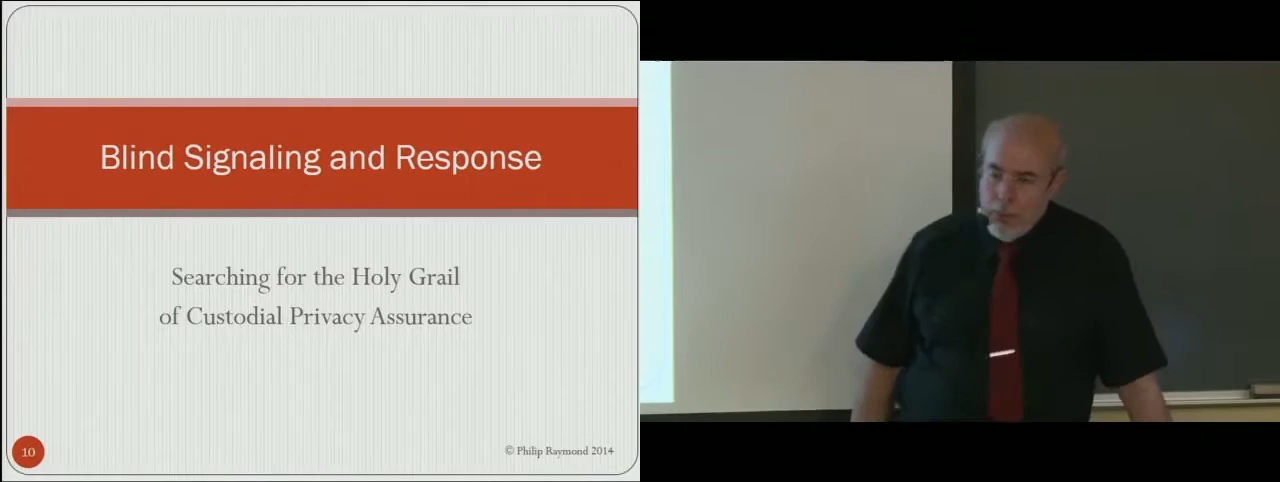 Blind Signaling and Response
Searching for the Holy Grail
of Custodial Privacy Assurance
10
© Philip Raymond 2014